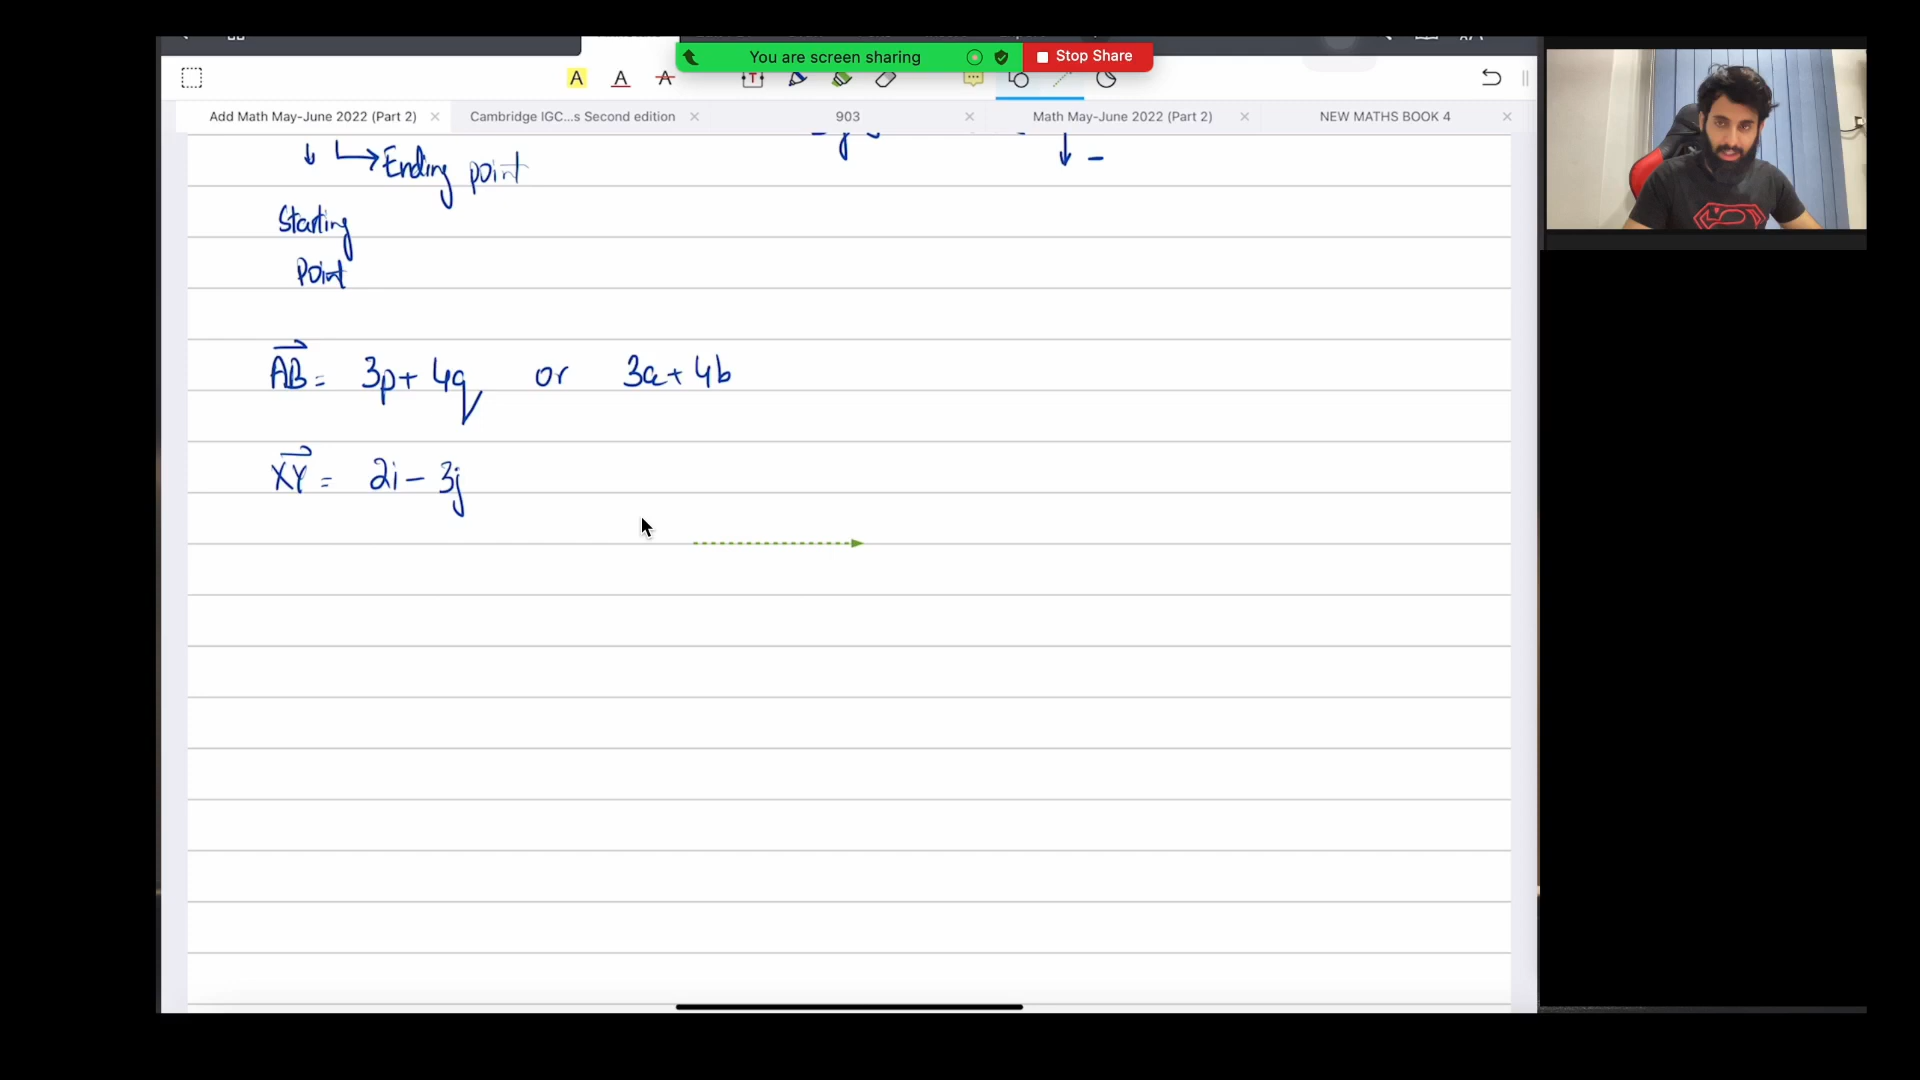 You are screen sharing
Stop Share
A A A T
Add Math May-June 2022 (Part 2) × Cambridge IGC...s Second edition × 903 × Math May-June 2022 (Part 2) × NEW MATHS BOOK 4 ×
↓ → Ending point
↓ −
Starting
Point
A͞B⃗ = 3p + 4q or 3a + 4b
X͞Y⃗ = 2i − 3j